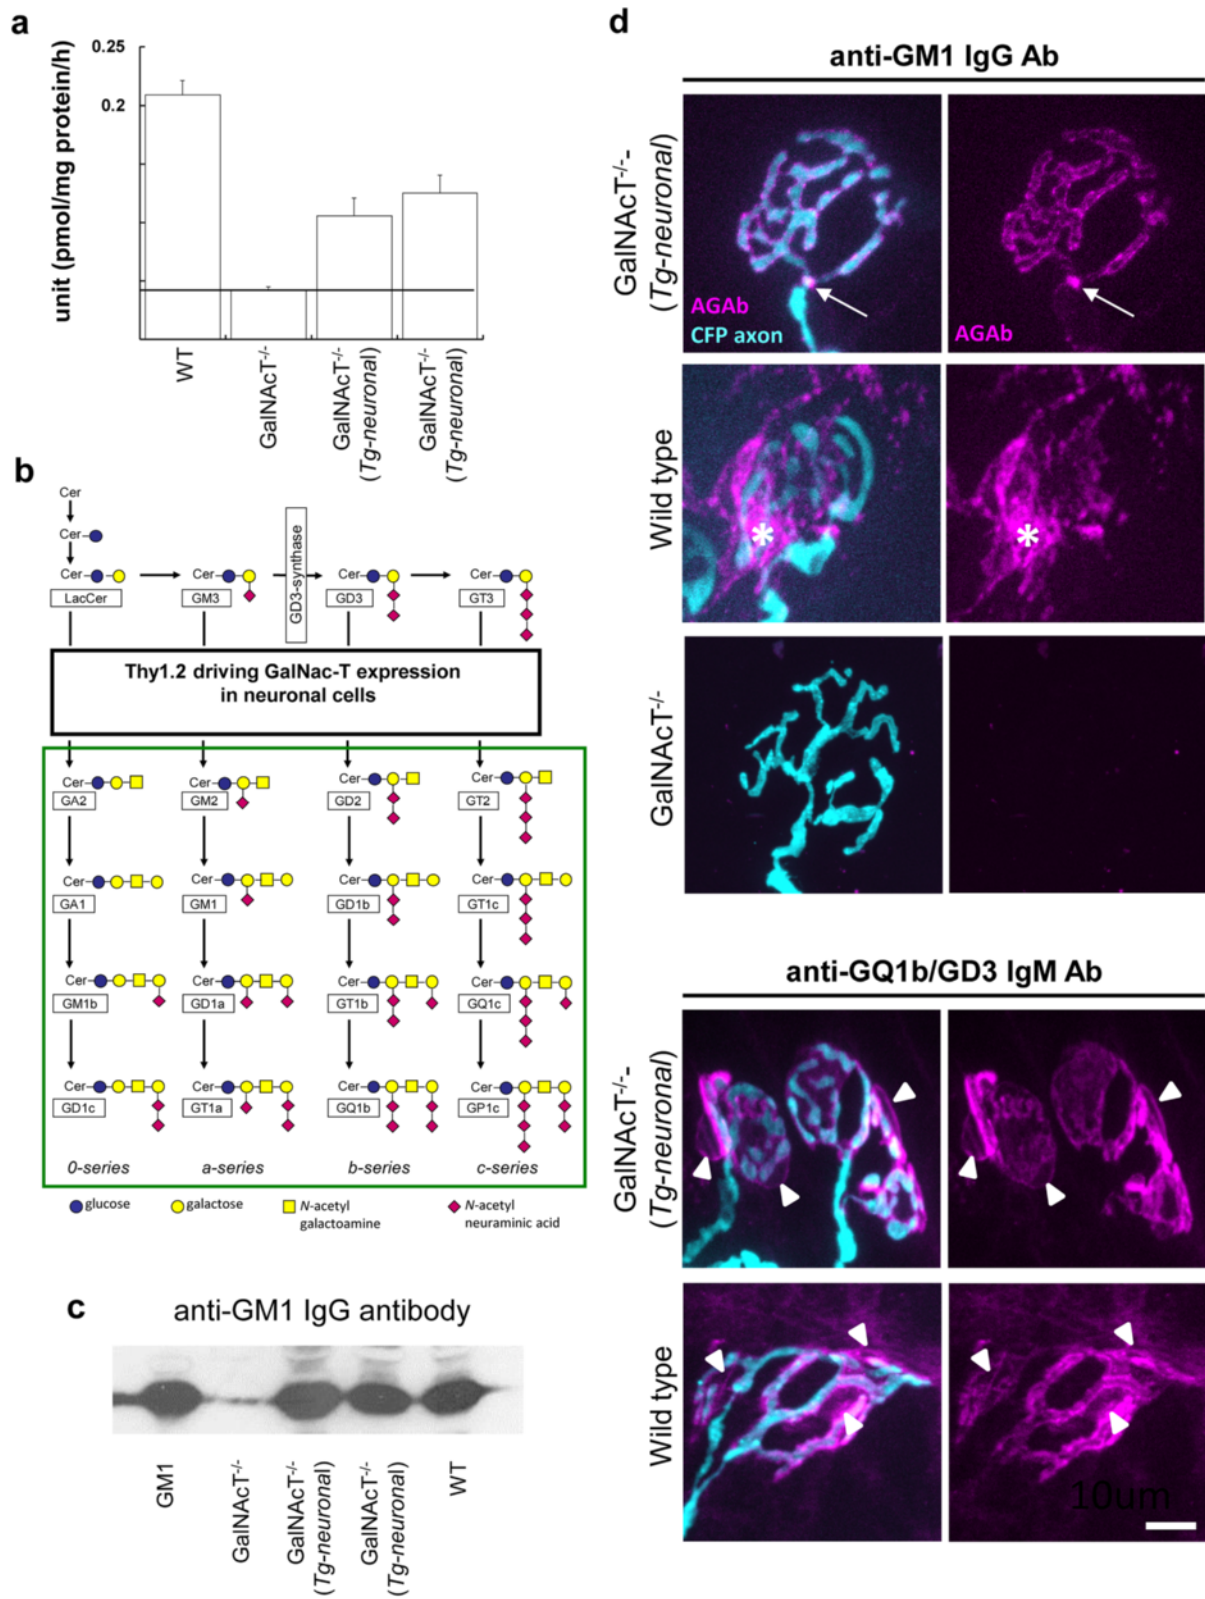 a
unit (pmol/mg protein/h)
0.25
0.2
WT
GalNAcT-/-
GalNAcT-/-
(Tg-neuronal)
GalNAcT-/-
(Tg-neuronal)
b
Cer
Cer
Cer
LacCer
Cer
GM3
GD3-synthase
Cer
GD3
Cer
GT3
Thy1.2 driving GalNac-T expression
in neuronal cells
Cer
GA2
Cer
GM2
Cer
GD2
Cer
GT2
Cer
GA1
Cer
GM1
Cer
GD1b
Cer
GT1c
Cer
GM1b
Cer
GD1a
Cer
GT1b
Cer
GQ1c
Cer
GD1c
Cer
GT1a
Cer
GQ1b
Cer
GP1c
0-series
a-series
b-series
c-series
glucose
galactose
N-acetyl
galactoamine
N-acetyl
neuraminic acid
c
anti-GM1 IgG antibody
GM1
GalNAcT-/-
GalNAcT-/-
(Tg-neuronal)
GalNAcT-/-
(Tg-neuronal)
WT
d
anti-GM1 IgG Ab
GalNAcT-/--
(Tg-neuronal)
AGAb
CFP axon
AGAb
Wild type
*
*
GalNAcT-/-
anti-GQ1b/GD3 IgM Ab
GalNAcT-/--
(Tg-neuronal)
Wild type
10um